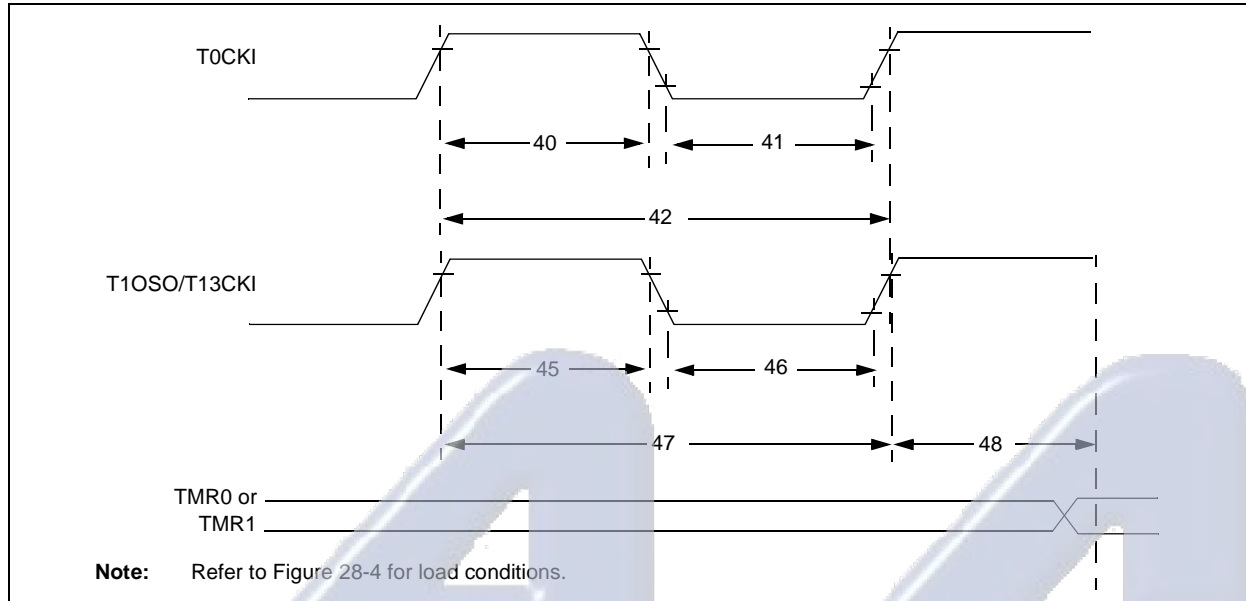 T0CKI
40
41
42
T1OSO/T13CKI
45
46
47
48
TMR0 or
TMR1
Note: Refer to Figure 28-4 for load conditions.